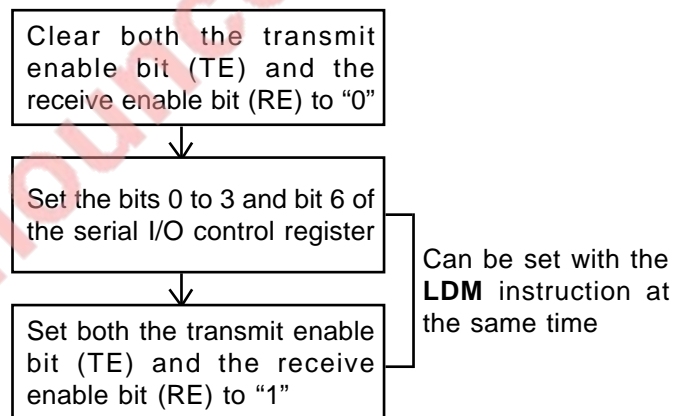 Clear both the transmit
enable bit (TE) and the
receive enable bit (RE) to “0”
Set the bits 0 to 3 and bit 6 of
the serial I/O control register
Can be set with the
LDM instruction at
the same time
Set both the transmit enable
bit (TE) and the receive
enable bit (RE) to “1”